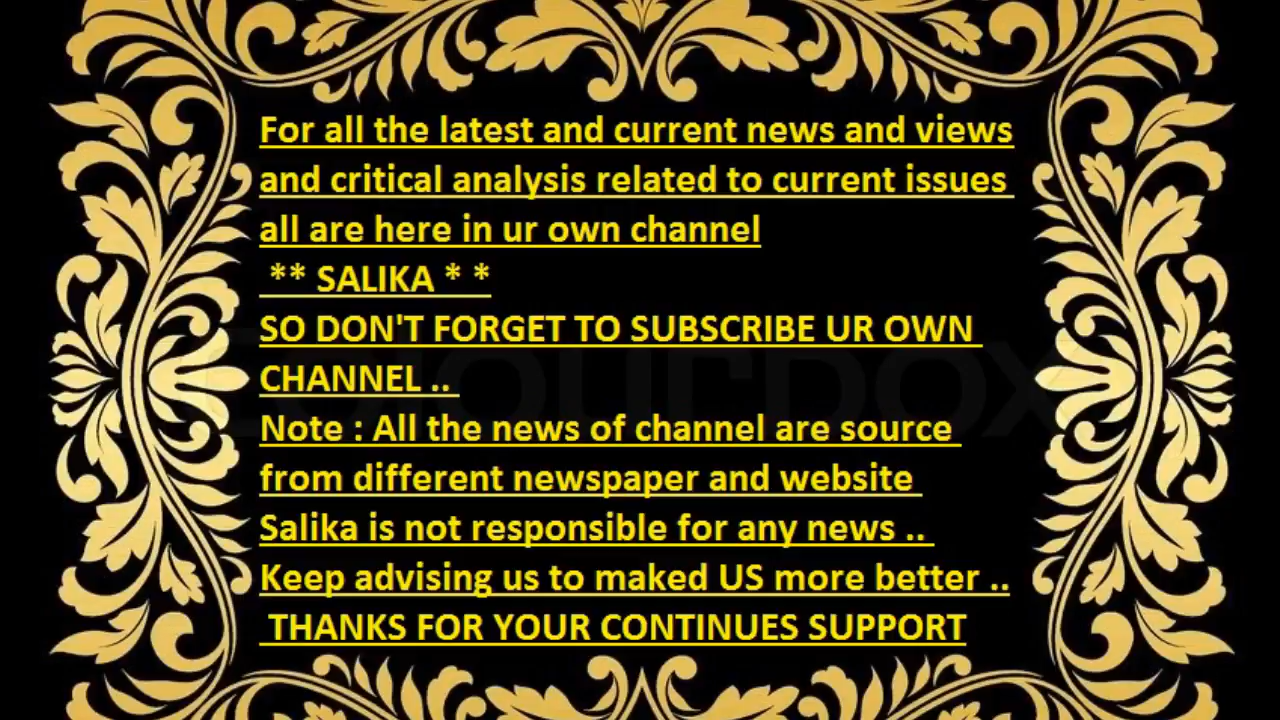 For all the latest and current news and views
and critical analysis related to current issues
all are here in ur own channel
** SALIKA * *
SO DON'T FORGET TO SUBSCRIBE UR OWN
CHANNEL ..
Note : All the news of channel are source
from different newspaper and website
Salika is not responsible for any news ..
Keep advising us to maked US more better ..
THANKS FOR YOUR CONTINUES SUPPORT